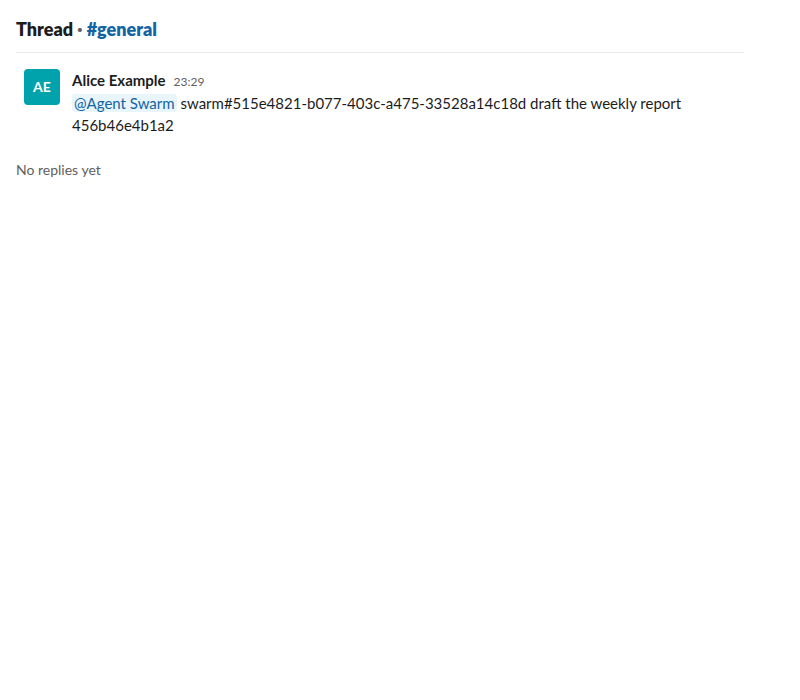 Thread • #general
AE
Alice Example 23:29
@Agent Swarm swarm#515e4821-b077-403c-a475-33528a14c18d draft the weekly report
456b46e4b1a2
No replies yet